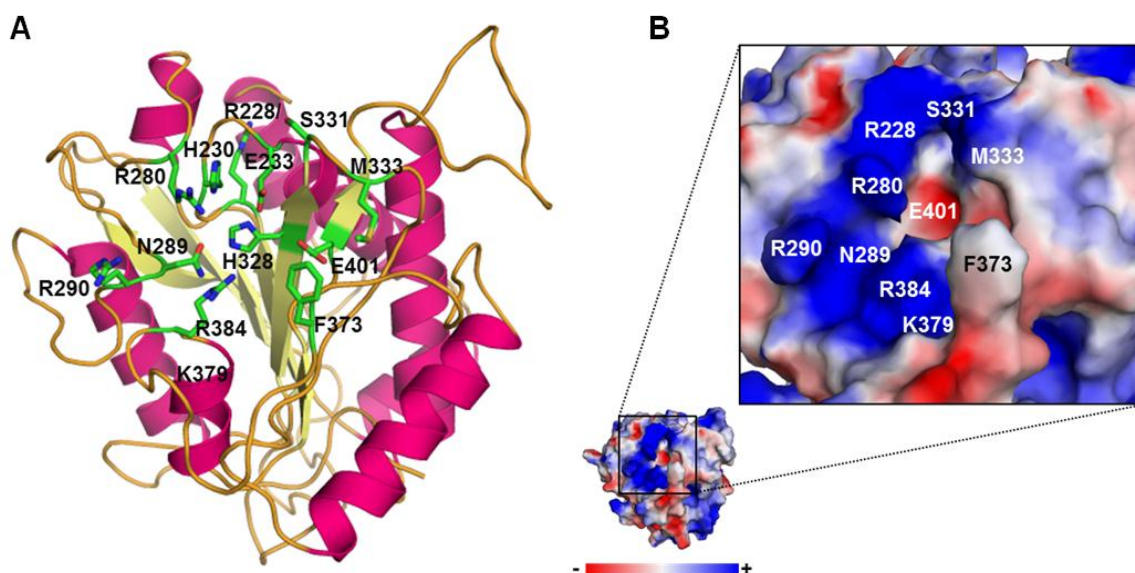 A
B
R228/
S331
H230
E233
M333
R280
N289
H328
E401
R290
R384
F373
K379
S331
R228
M333
R280
E401
R290
N289
F373
R384
K379
- +